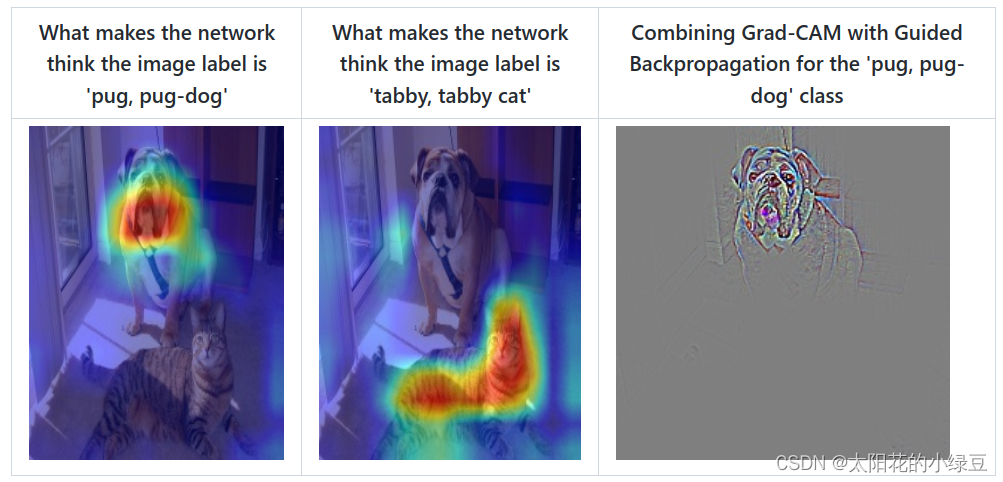 What makes the network
think the image label is
'pug, pug-dog'
What makes the network
think the image label is
'tabby, tabby cat'
Combining Grad-CAM with Guided
Backpropagation for the 'pug, pug-
dog' class
CSDN @太阳花的小绿豆